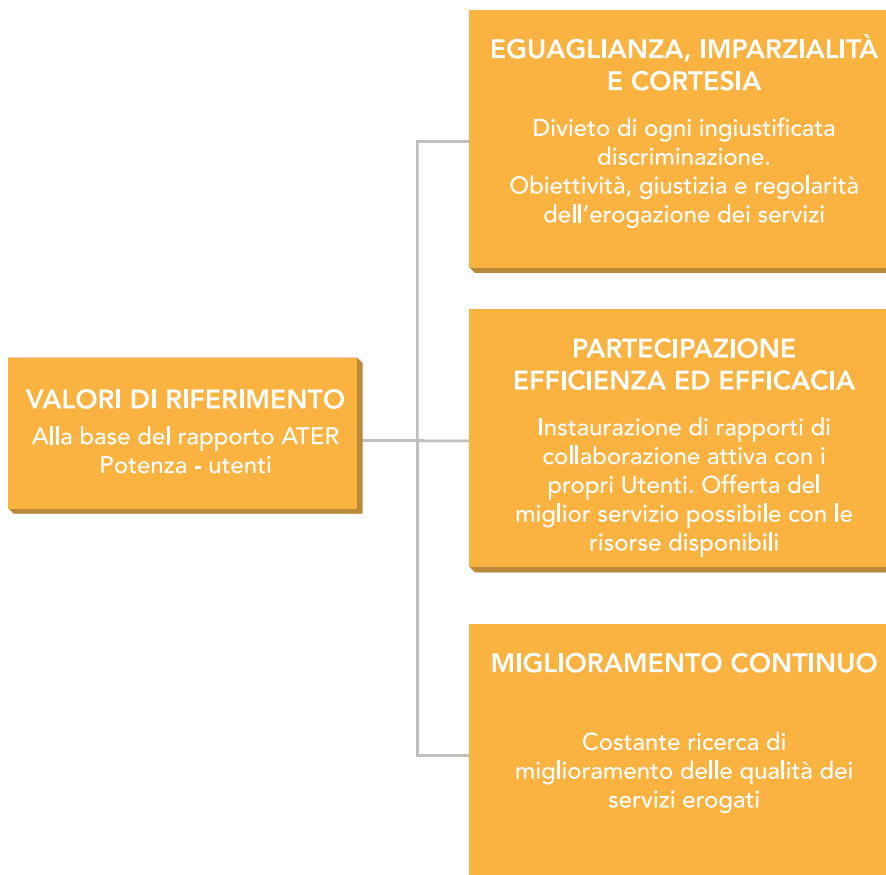 VALORI DI RIFERIMENTO
Alla base del rapporto ATER
Potenza - utenti
EGUAGLIANZA, IMPARZIALITÀ
E CORTESIA
Divieto di ogni ingiustificata
discriminazione.
Obiettività, giustizia e regolarità
dell'erogazione dei servizi
PARTECIPAZIONE
EFFICIENZA ED EFFICACIA
Instaurazione di rapporti di
collaborazione attiva con i
propri Utenti. Offerta del
miglior servizio possibile con le
risorse disponibili
MIGLIORAMENTO CONTINUO
Costante ricerca di
miglioramento delle qualità dei
servizi erogati